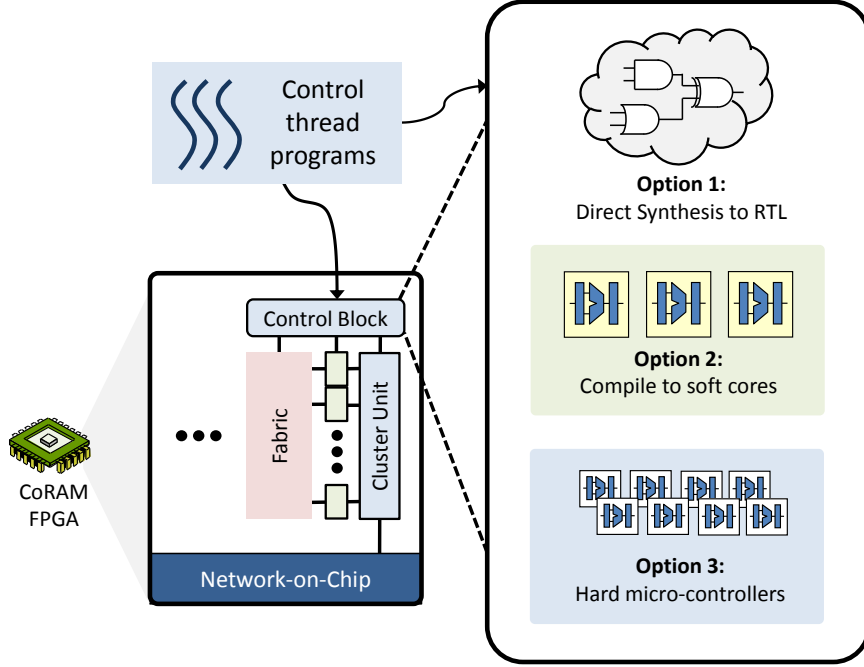 Control
thread
programs
Option 1:
Direct Synthesis to RTL
Option 2:
Compile to soft cores
Option 3:
Hard micro-controllers
Control Block
Fabric
Cluster Unit
Network-on-Chip
CoRAM
FPGA